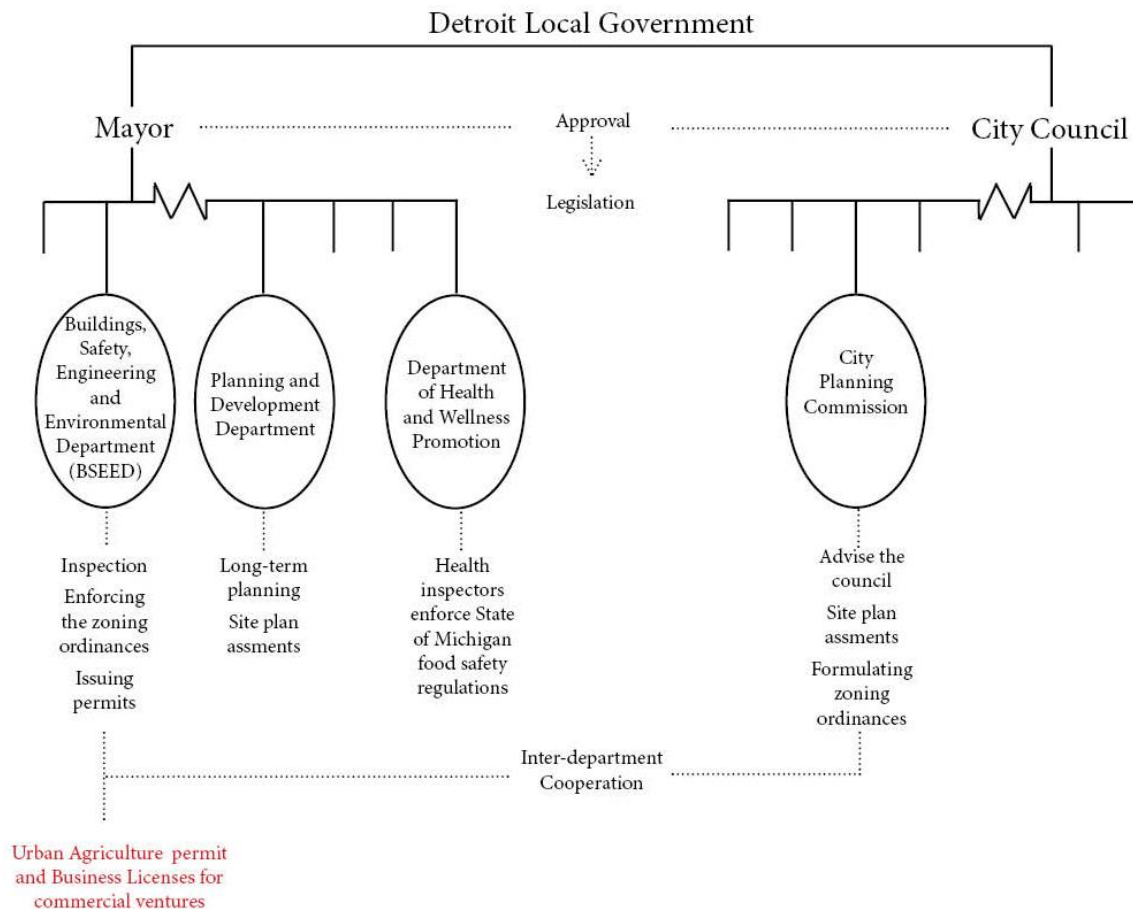 Detroit Local Government
Mayor
Approval
City Council
Legislation
Buildings,
Safety,
Engineering
and
Environmental
Department
(BSEED)
Planning and
Development
Department
Department
of Health
and Wellness
Promotion
City
Planning
Commission
Inspection
Enforcing
the zoning
ordinances
Issuing
permits
Long-term
planning
Site plan
assments
Health
inspectors
enforce State
of Michigan
food safety
regulations
Advise the
council
Site plan
assments
Formulating
zoning
ordinances
Inter-department
Cooperation
Urban Agriculture permit
and Business Licenses for
commercial ventures